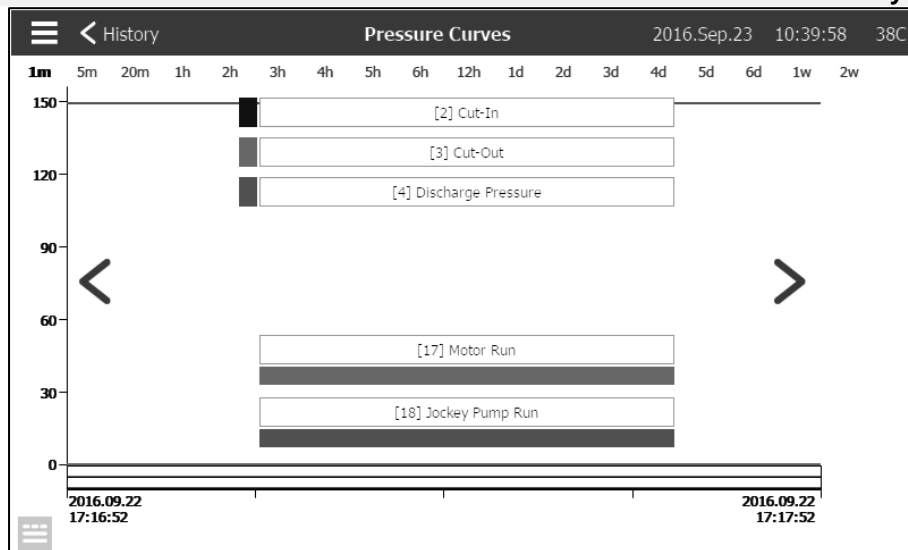 History Pressure Curves 2016.Sep.23 10:39:58 38C
1m 5m 20m 1h 2h 3h 4h 5h 6h 12h 1d 2d 3d 4d 5d 6d 1w 2w
150
[2] Cut-In
[3] Cut-Out
120
[4] Discharge Pressure
90
60
[17] Motor Run
30
[18] Jockey Pump Run
0
2016.09.22 2016.09.22
17:16:52 17:17:52